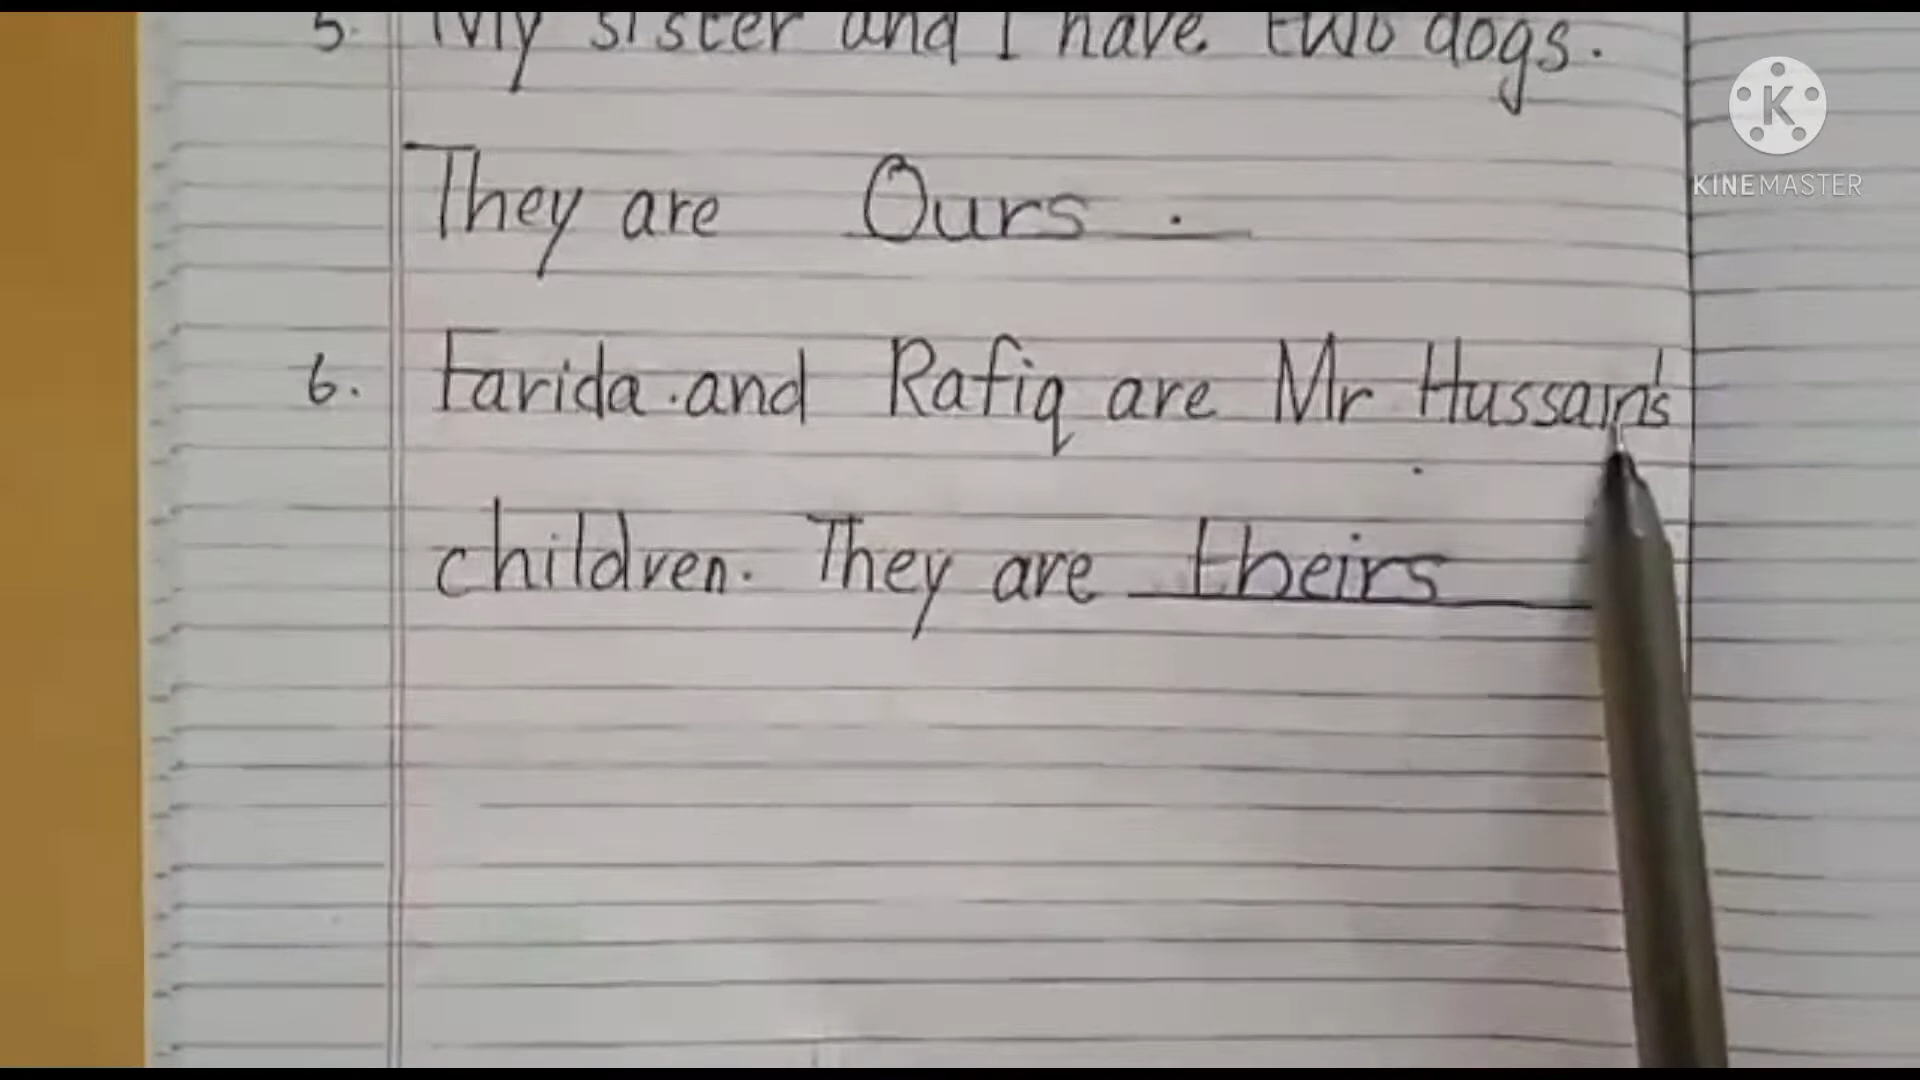 5. My sister and I have two dogs.
They are Ours.
6. Farida and Rafiq are Mr Hussain's
children. They are theirs
KINEMASTER